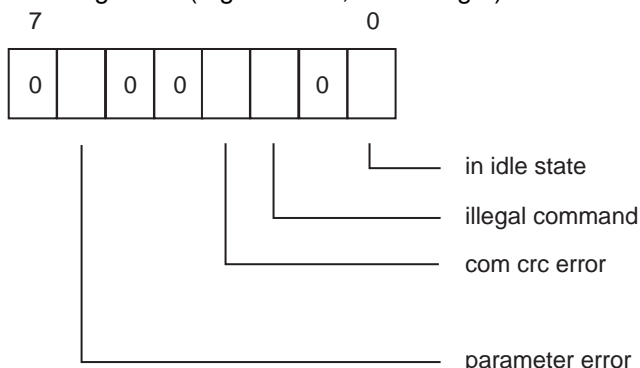 7 0
0 0 0 0
in idle state
illegal command
com crc error
parameter error